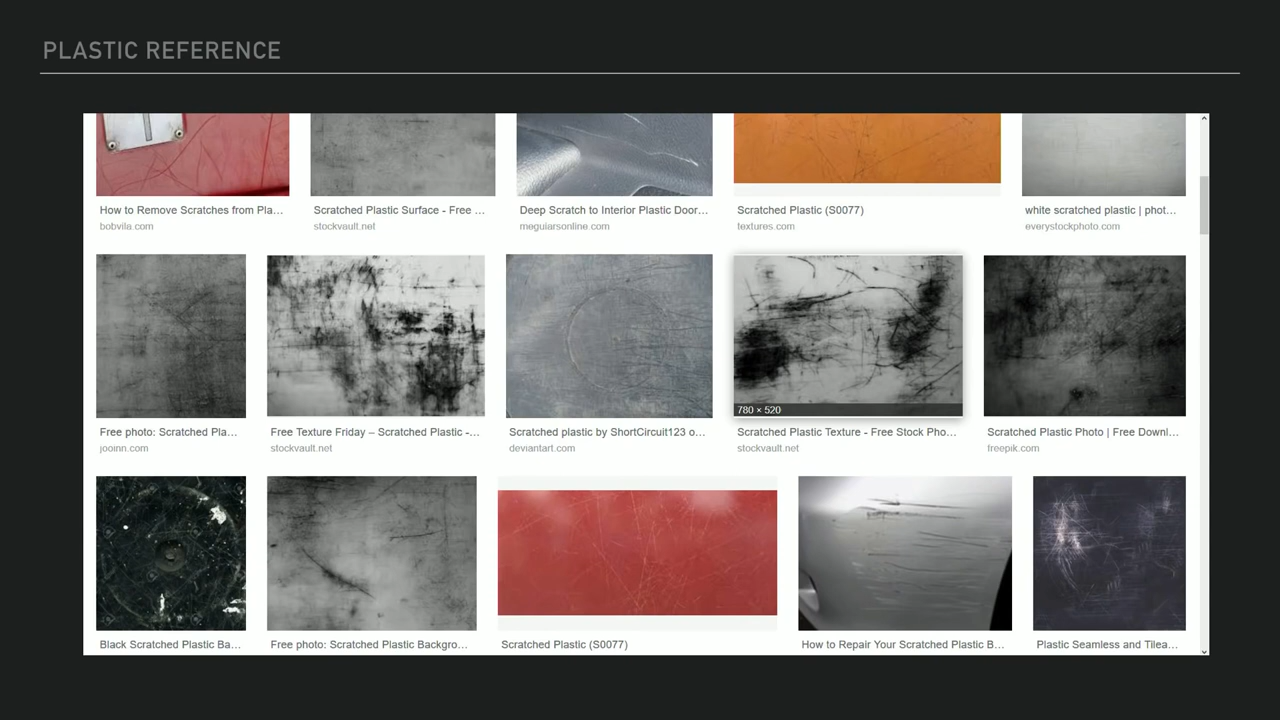 PLASTIC REFERENCE
How to Remove Scratches from Pla...
Scratched Plastic Surface - Free ...
Deep Scratch to Interior Plastic Door...
Scratched Plastic (S0077)
white scratched plastic | phot...
bobvila.com
stockvault.net
meguiarsonline.com
textures.com
everystockphoto.com
780 × 520
Free photo: Scratched Pla...
Free Texture Friday – Scratched Plastic -...
Scratched plastic by ShortCircuit123 o...
Scratched Plastic Texture - Free Stock Pho...
Scratched Plastic Photo | Free Downl...
jooinn.com
stockvault.net
deviantart.com
stockvault.net
freepik.com
Black Scratched Plastic Ba...
Free photo: Scratched Plastic Backgro...
Scratched Plastic (S0077)
How to Repair Your Scratched Plastic B...
Plastic Seamless and Tilea...